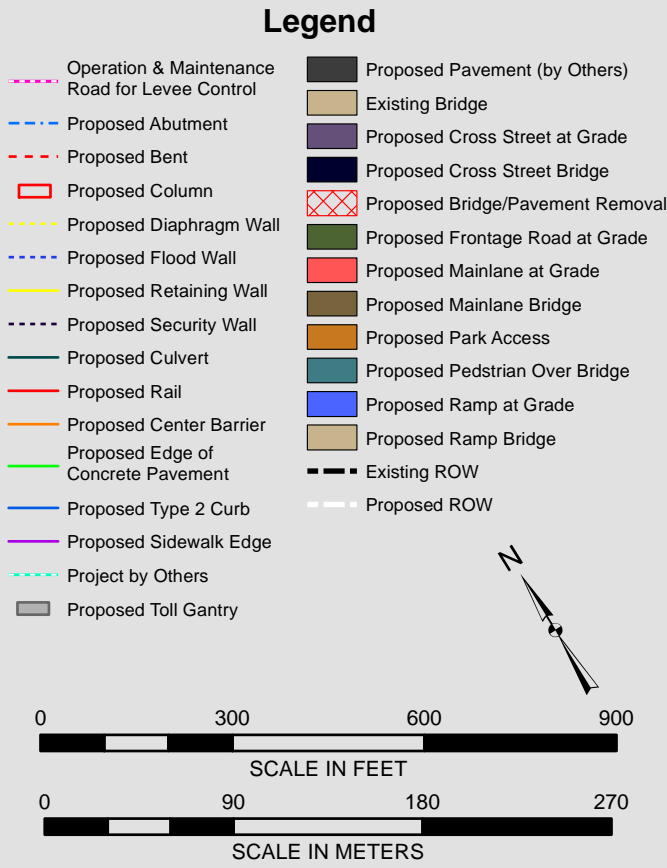 Legend
Operation & Maintenance
Road for Levee Control
Proposed Abutment
Proposed Bent
Proposed Column
Proposed Diaphragm Wall
Proposed Flood Wall
Proposed Retaining Wall
Proposed Security Wall
Proposed Culvert
Proposed Rail
Proposed Center Barrier
Proposed Edge of
Concrete Pavement
Proposed Type 2 Curb
Proposed Sidewalk Edge
Project by Others
Proposed Toll Gantry
Proposed Pavement (by Others)
Existing Bridge
Proposed Cross Street at Grade
Proposed Cross Street Bridge
Proposed Bridge/Pavement Removal
Proposed Frontage Road at Grade
Proposed Mainlane at Grade
Proposed Mainlane Bridge
Proposed Park Access
Proposed Pedstrian Over Bridge
Proposed Ramp at Grade
Proposed Ramp Bridge
Existing ROW
Proposed ROW
N
0 300 600 900
SCALE IN FEET
0 90 180 270
SCALE IN METERS